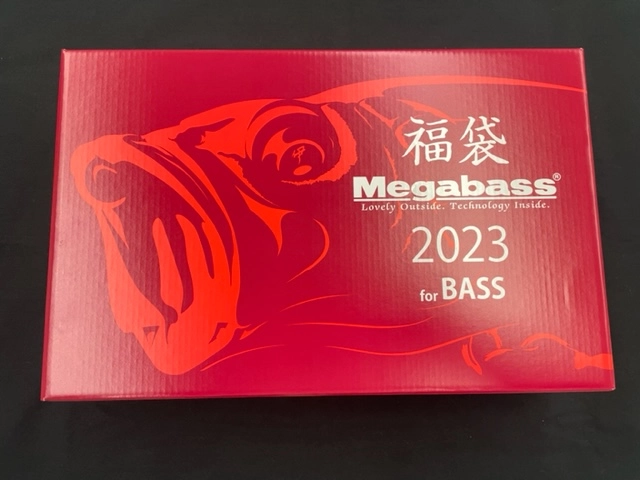 福袋
Megabass®
Lovely Outside. Technology Inside.
2023
for BASS